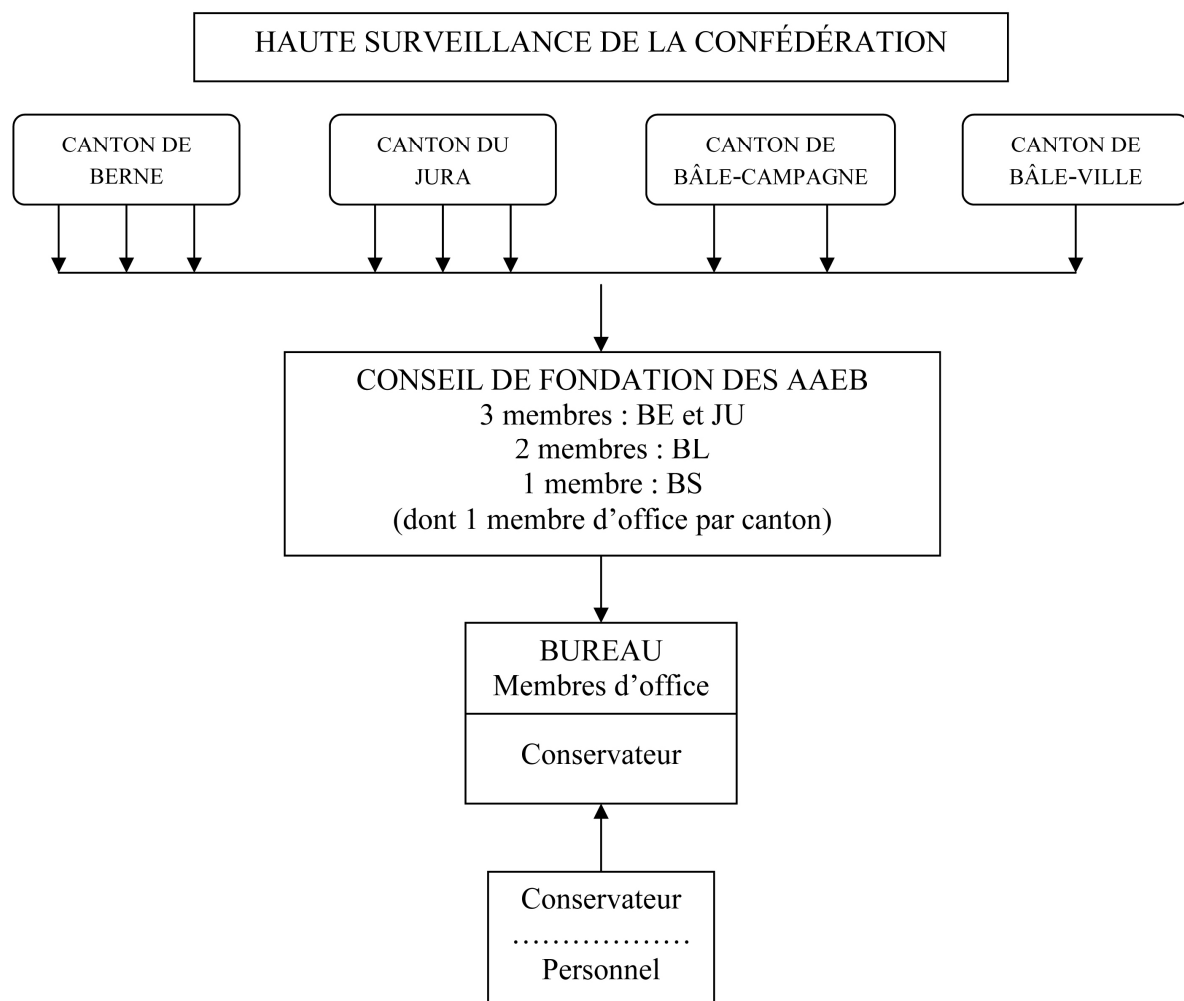 HAUTE SURVEILLANCE DE LA CONFÉDÉRATION
CANTON DE
BERNE
CANTON DU
JURA
CANTON DE
BÂLE-CAMPAGNE
CANTON DE
BÂLE-VILLE
CONSEIL DE FONDATION DES AAEB
3 membres : BE et JU
2 membres : BL
1 membre : BS
(dont 1 membre d’office par canton)
BUREAU
Membres d’office
Conservateur
Conservateur
………………
Personnel